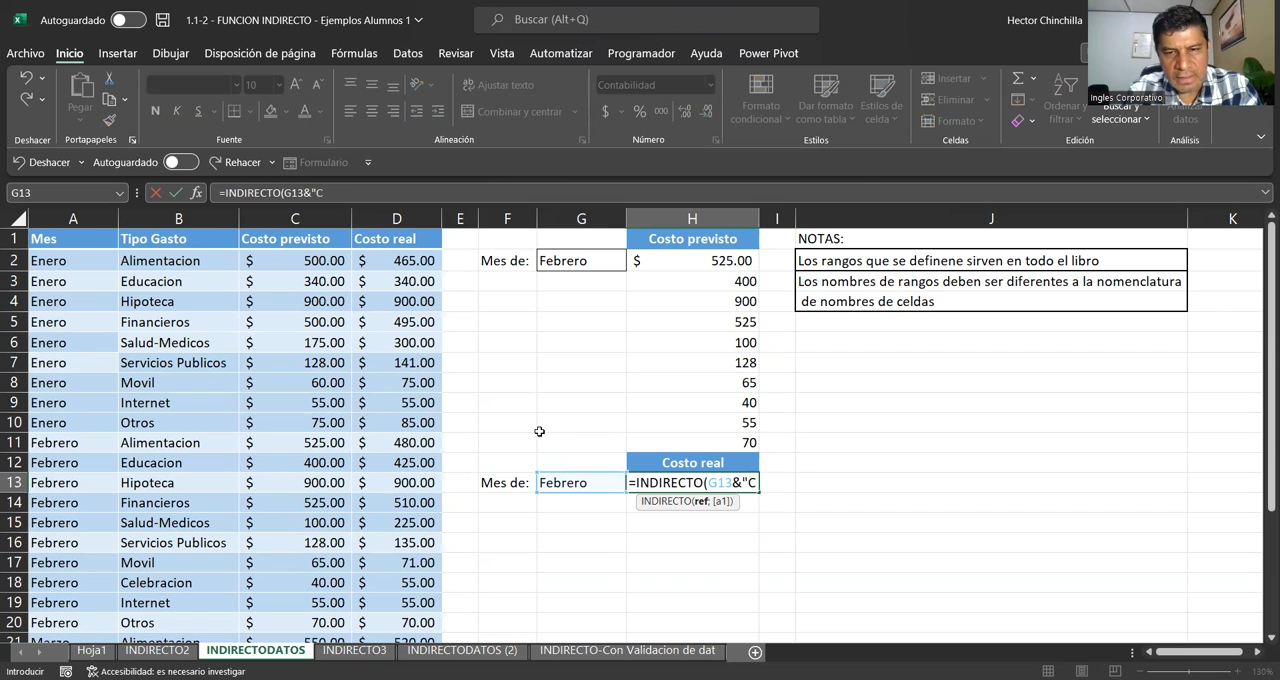 Autoguardado
1.1-2 - FUNCION INDIRECTO - Ejemplos Alumnos 1
Buscar (Alt+Q)
Hector Chinchilla
Archivo Inicio Insertar Dibujar Disposición de página Fórmulas Datos Revisar Vista Automatizar Programador Ayuda Power Pivot
10 Ajustar texto Contabilidad Insertar
Pegar N K S Combinar y centrar $ % 000 Formato condicional Dar formato como tabla Estilos de celda Eliminar Formato Ordenar y filtrar Buscar y seleccionar datos
Deshacer Portapapeles Fuente Alineación Número Estilos Celdas Edición Análisis
Ingles Corporativo
Deshacer Autoguardado Rehacer Formulario
G13 fx =INDIRECTO(G13&"C
A B C D E F G H I J K
1 Mes Tipo Gasto Costo previsto Costo real Costo previsto NOTAS:
2 Enero Alimentacion $ 500.00 $ 465.00 Mes de: Febrero $ 525.00 Los rangos que se definene sirven en todo el libro
3 Enero Educacion $ 340.00 $ 340.00 400 Los nombres de rangos deben ser diferentes a la nomenclatura
4 Enero Hipoteca $ 900.00 $ 900.00 900 de nombres de celdas
5 Enero Financieros $ 500.00 $ 495.00 525
6 Enero Salud-Medicos $ 175.00 $ 300.00 100
7 Enero Servicios Publicos $ 128.00 $ 141.00 128
8 Enero Movil $ 60.00 $ 75.00 65
9 Enero Internet $ 55.00 $ 55.00 40
10 Enero Otros $ 75.00 $ 85.00 55
11 Febrero Alimentacion $ 525.00 $ 480.00 70
12 Febrero Educacion $ 400.00 $ 425.00 Costo real
13 Febrero Hipoteca $ 900.00 $ 900.00 Mes de: Febrero =INDIRECTO(G13&"C
14 Febrero Financieros $ 525.00 $ 510.00 INDIRECTO(ref; [a1])
15 Febrero Salud-Medicos $ 100.00 $ 225.00
16 Febrero Servicios Publicos $ 128.00 $ 135.00
17 Febrero Movil $ 65.00 $ 71.00
18 Febrero Celebracion $ 40.00 $ 55.00
19 Febrero Internet $ 55.00 $ 55.00
20 Febrero Otros $ 70.00 $ 70.00
21 Marzo Alimentacion $ 550.00 $ 520.00
Hoja1 INDIRECTO2 INDIRECTODATOS INDIRECTO3 INDIRECTODATOS (2) INDIRECTO-Con Validacion de dat
Introducir Accesibilidad: es necesario investigar 130%